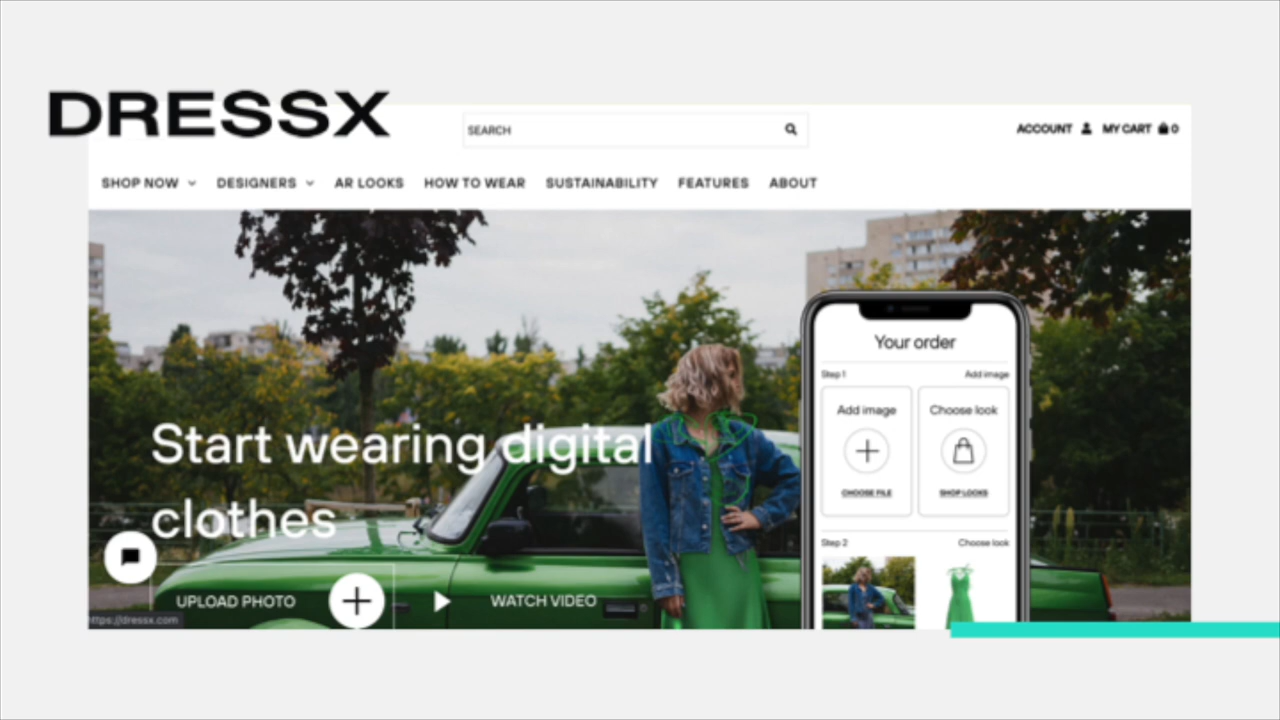 DRESSX
SEARCH
ACCOUNT MY CART 0
SHOP NOW DESIGNERS AR LOOKS HOW TO WEAR SUSTAINABILITY FEATURES ABOUT
Start wearing digital
clothes
UPLOAD PHOTO WATCH VIDEO
https://dressx.com
Your order
Step 1 Add image
Add image Choose look
CHOOSE FILE SHOP LOOKS
Step 2 Choose look